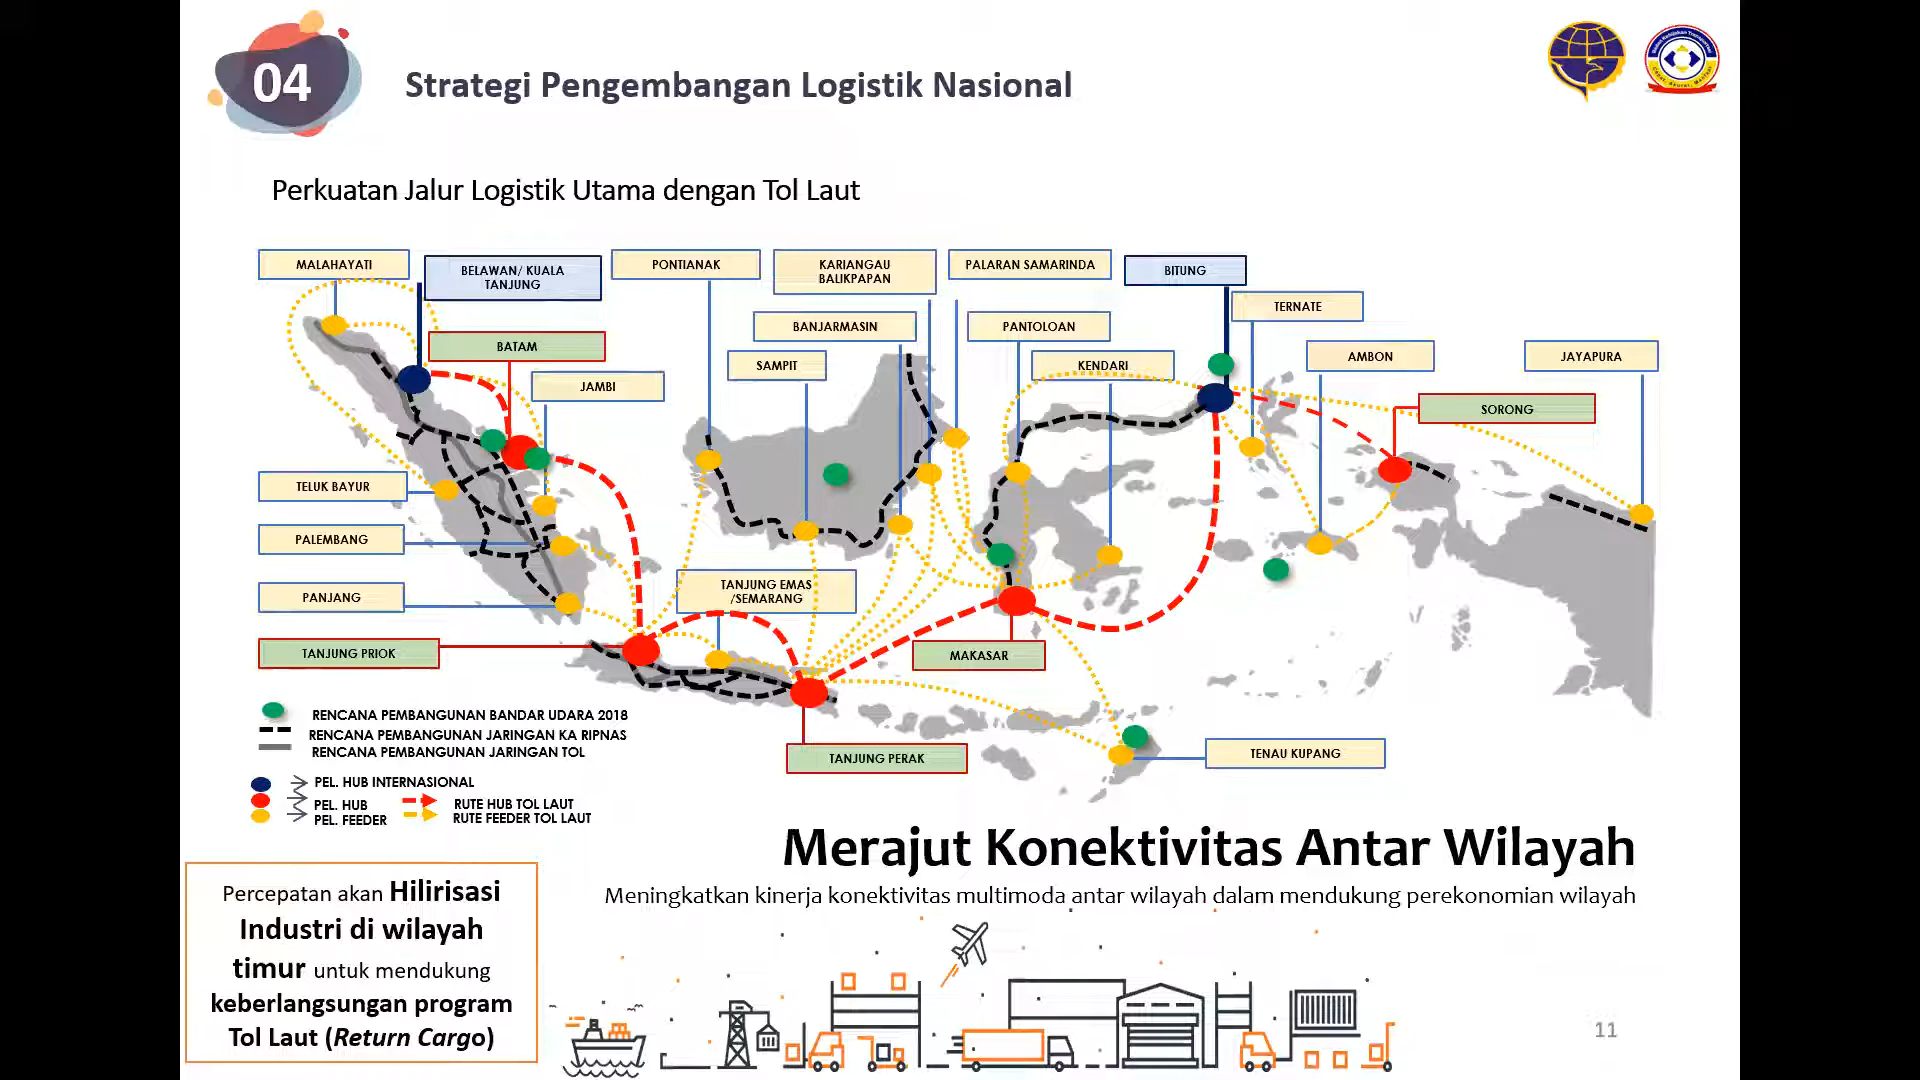 04
Strategi Pengembangan Logistik Nasional
Perkuatan Jalur Logistik Utama dengan Tol Laut
MALAHAYATI
BELAWAN/ KUALA
TANJUNG
PONTIANAK
KARIANGAU
BALIKPAPAN
PALARAN SAMARINDA
BITUNG
TERNATE
BATAM
BANJARMASIN
PANTOLOAN
AMBON
JAYAPURA
JAMBI
SAMPIT
KENDARI
SORONG
TELUK BAYUR
PALEMBANG
PANJANG
TANJUNG EMAS
/SEMARANG
TANJUNG PRIOK
MAKASAR
TANJUNG PERAK
TENAU KUPANG
RENCANA PEMBANGUNAN BANDAR UDARA 2018
RENCANA PEMBANGUNAN JARINGAN KA RIPNAS
RENCANA PEMBANGUNAN JARINGAN TOL
PEL. HUB INTERNASIONAL
PEL. HUB
PEL. FEEDER
RUTE HUB TOL LAUT
RUTE FEEDER TOL LAUT
Merajut Konektivitas Antar Wilayah
Meningkatkan kinerja konektivitas multimoda antar wilayah dalam mendukung perekonomian wilayah
Percepatan akan Hilirisasi
Industri di wilayah
timur untuk mendukung
keberlangsungan program
Tol Laut (Return Cargo)
11